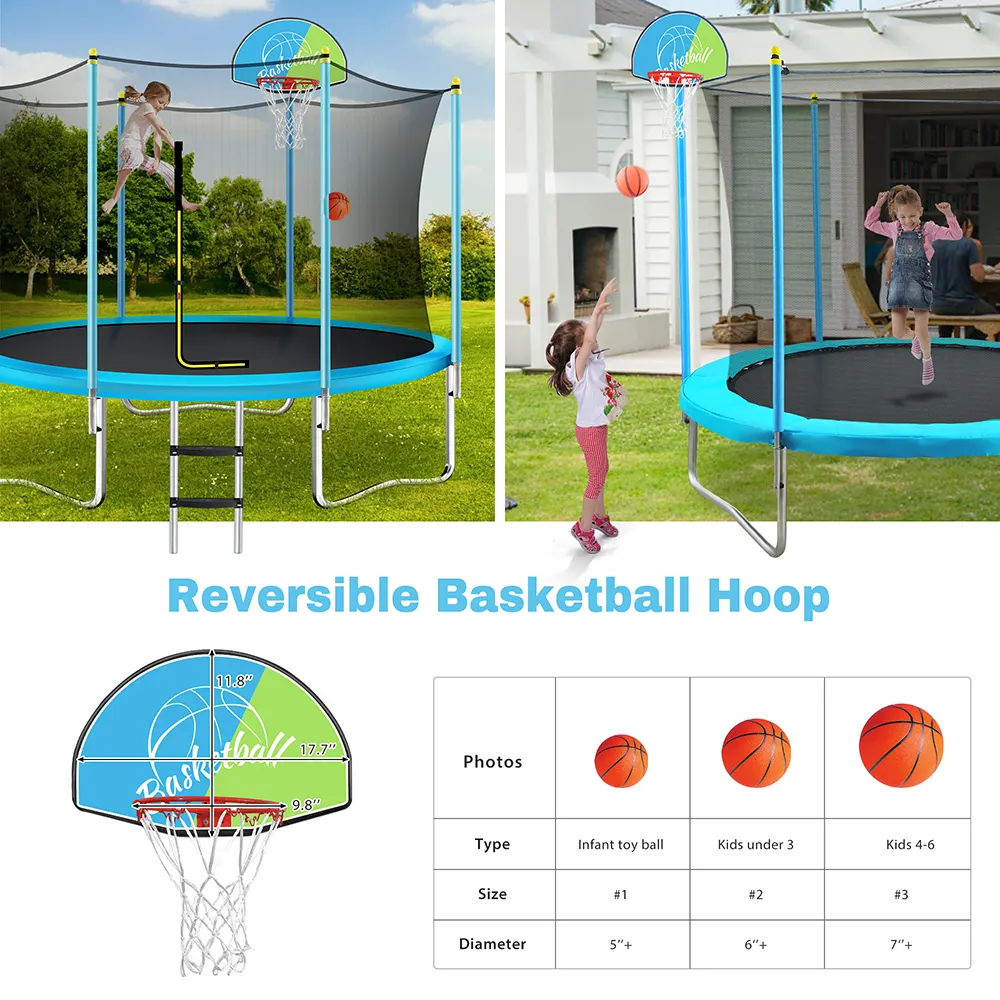 Basketball
sketball
Reversible Basketball Hoop
11.8”
17.7”
Basketball
9.8”
Photos
Type Infant toy ball Kids under 3 Kids 4-6
Size #1 #2 #3
Diameter 5’’+ 6’’+ 7’’+